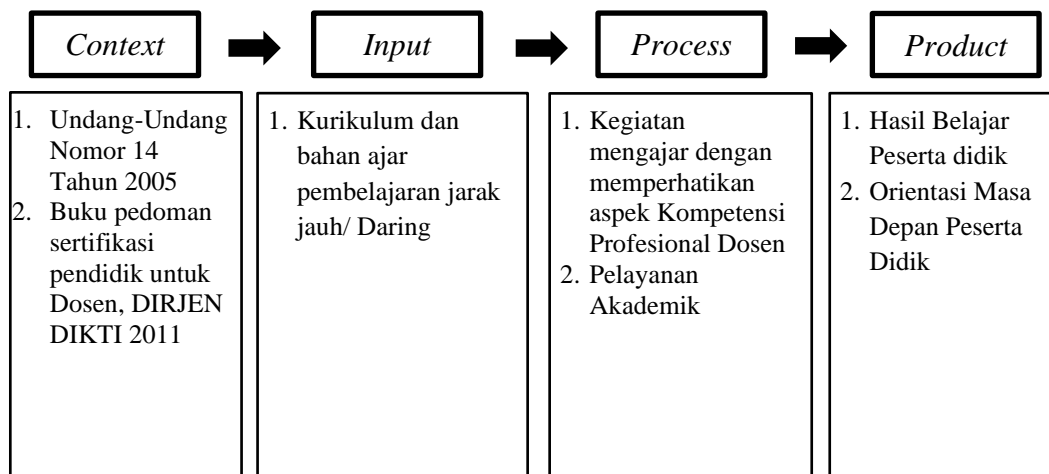 Context
Input
Process
Product
1. Undang-Undang
Nomor 14
Tahun 2005
2. Buku pedoman
sertifikasi
pendidik untuk
Dosen, DIRJEN
DIKTI 2011
1. Kurikulum dan
bahan ajar
pembelajaran jarak
jauh/ Daring
1. Kegiatan
mengajar dengan
memperhatikan
aspek Kompetensi
Profesional Dosen
2. Pelayanan
Akademik
1. Hasil Belajar
Peserta didik
2. Orientasi Masa
Depan Peserta
Didik